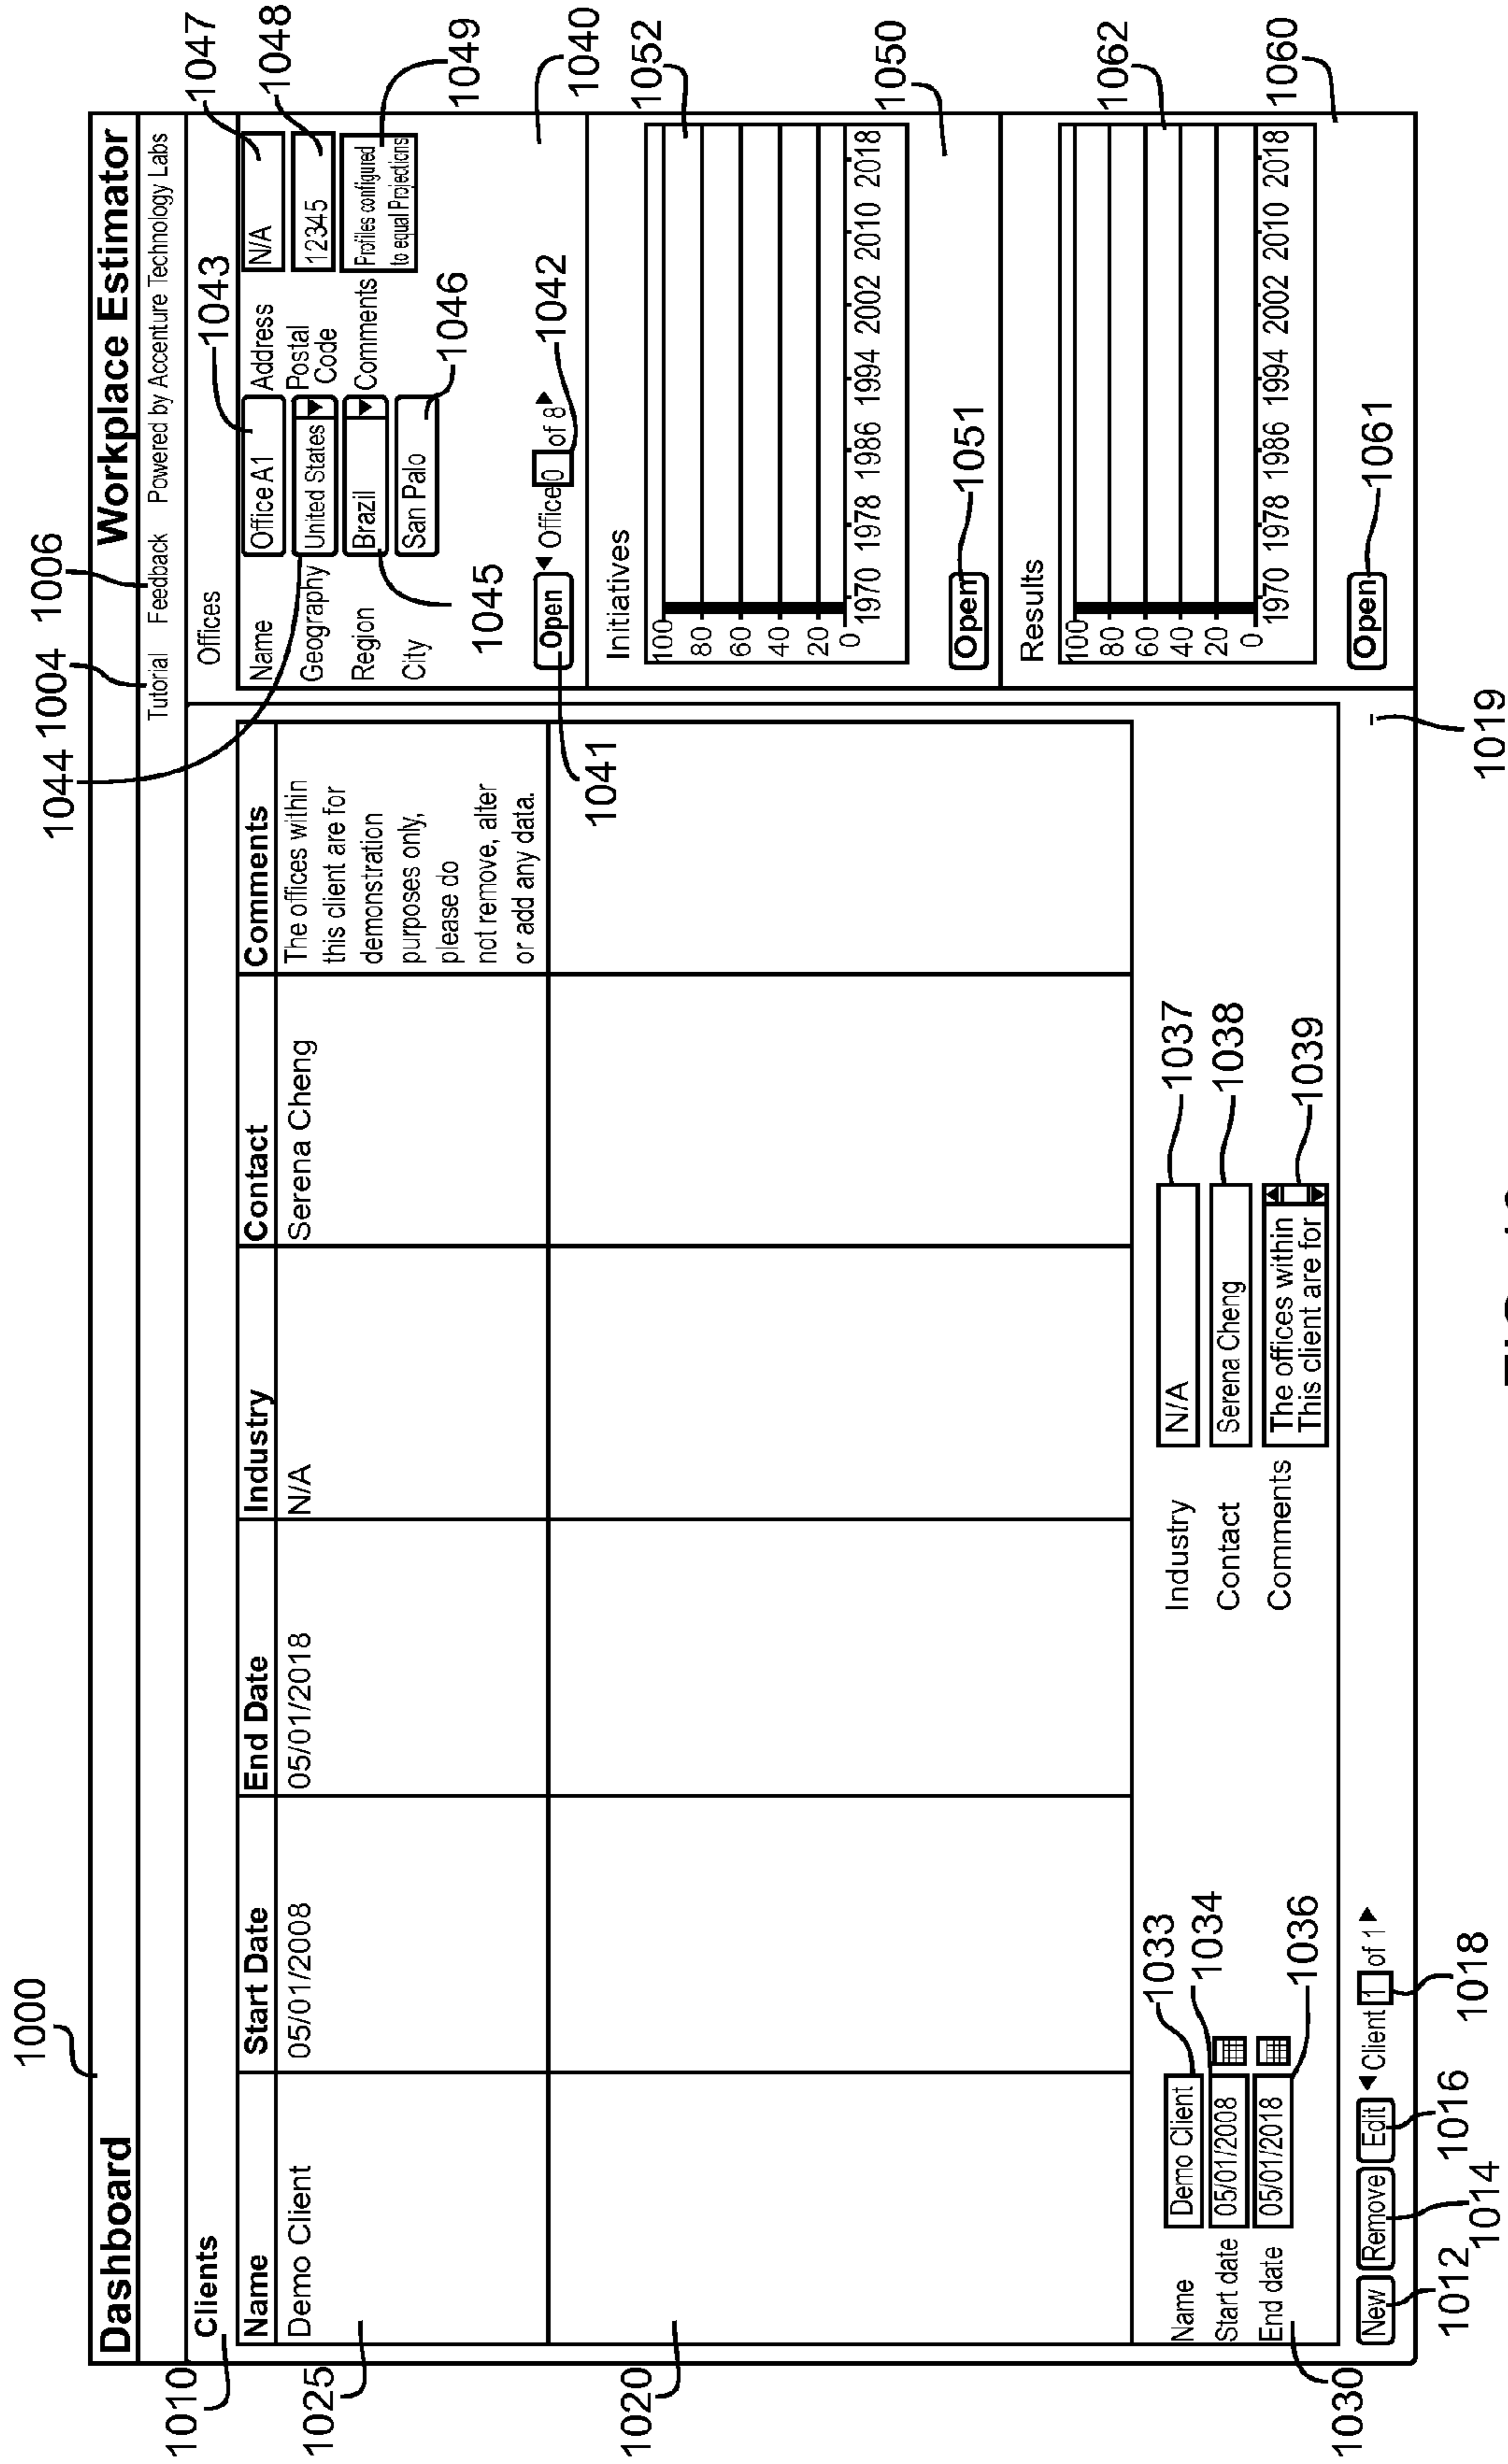 1000
Dashboard
Workplace Estimator
1044 1004 1006
Tutorial Feedback Powered by Accenture Technology Labs
1010
Clients
Name Start Date End Date Industry Contact Comments
Demo Client 05/01/2008 05/01/2018 N/A Serena Cheng The offices within
this client are for
demonstration
purposes only,
please do
not remove, alter
or add any data.
1025
1020
Name Demo Client 1033
Start date 05/01/2008 1034
End date 05/01/2018 1036
Industry N/A 1037
Contact Serena Cheng 1038
Comments The offices within
This client are for
1039
1030
New Remove Edit Client 1 of 1
1012 1014 1016 1018 1019
Offices
1043 1047
Name Office A1 Address N/A
1048
Geography United States Postal
Code 12345
Region Brazil Comments Profiles configured
to equal Projections
1049
City San Palo
1045 1046
Open Office 0 of 8
1041 1042 1040
Initiatives
1052
100
80
60
40
20
0
1970 1978 1986 1994 2002 2010 2018
Open 1051 1050
Results
1062
100
80
60
40
20
0
1970 1978 1986 1994 2002 2010 2018
Open 1061 1060